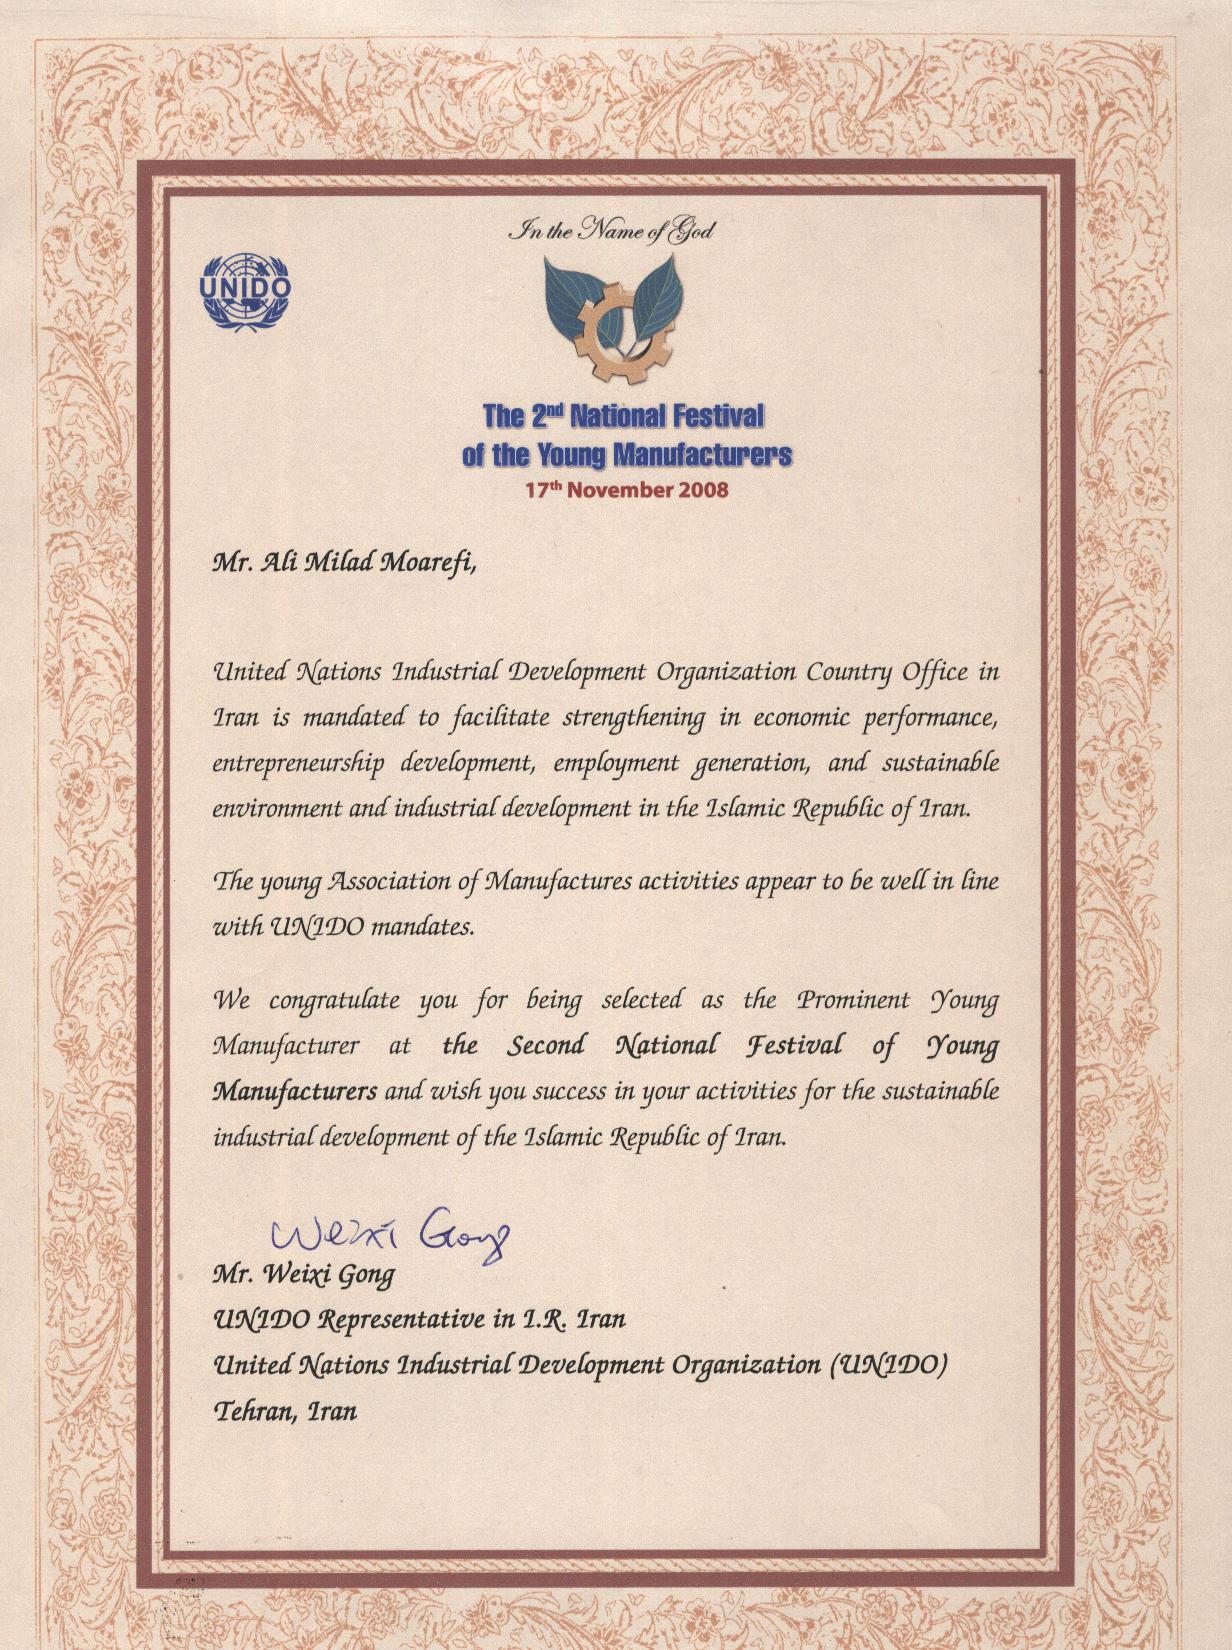 In the Name of God
UNIDO
The 2nd National Festival
of the Young Manufacturers
17th November 2008
Mr. Ali Milad Moarefi,
United Nations Industrial Development Organization Country Office in
Iran is mandated to facilitate strengthening in economic performance,
entrepreneurship development, employment generation, and sustainable
environment and industrial development in the Islamic Republic of Iran.
The young Association of Manufactures activities appear to be well in line
with UNIDO mandates.
We congratulate you for being selected as the Prominent Young
Manufacturer at the Second National Festival of Young
Manufacturers and wish you success in your activities for the sustainable
industrial development of the Islamic Republic of Iran.
Weixi Gong
Mr. Weixi Gong
UNIDO Representative in I.R. Iran
United Nations Industrial Development Organization (UNIDO)
Tehran, Iran